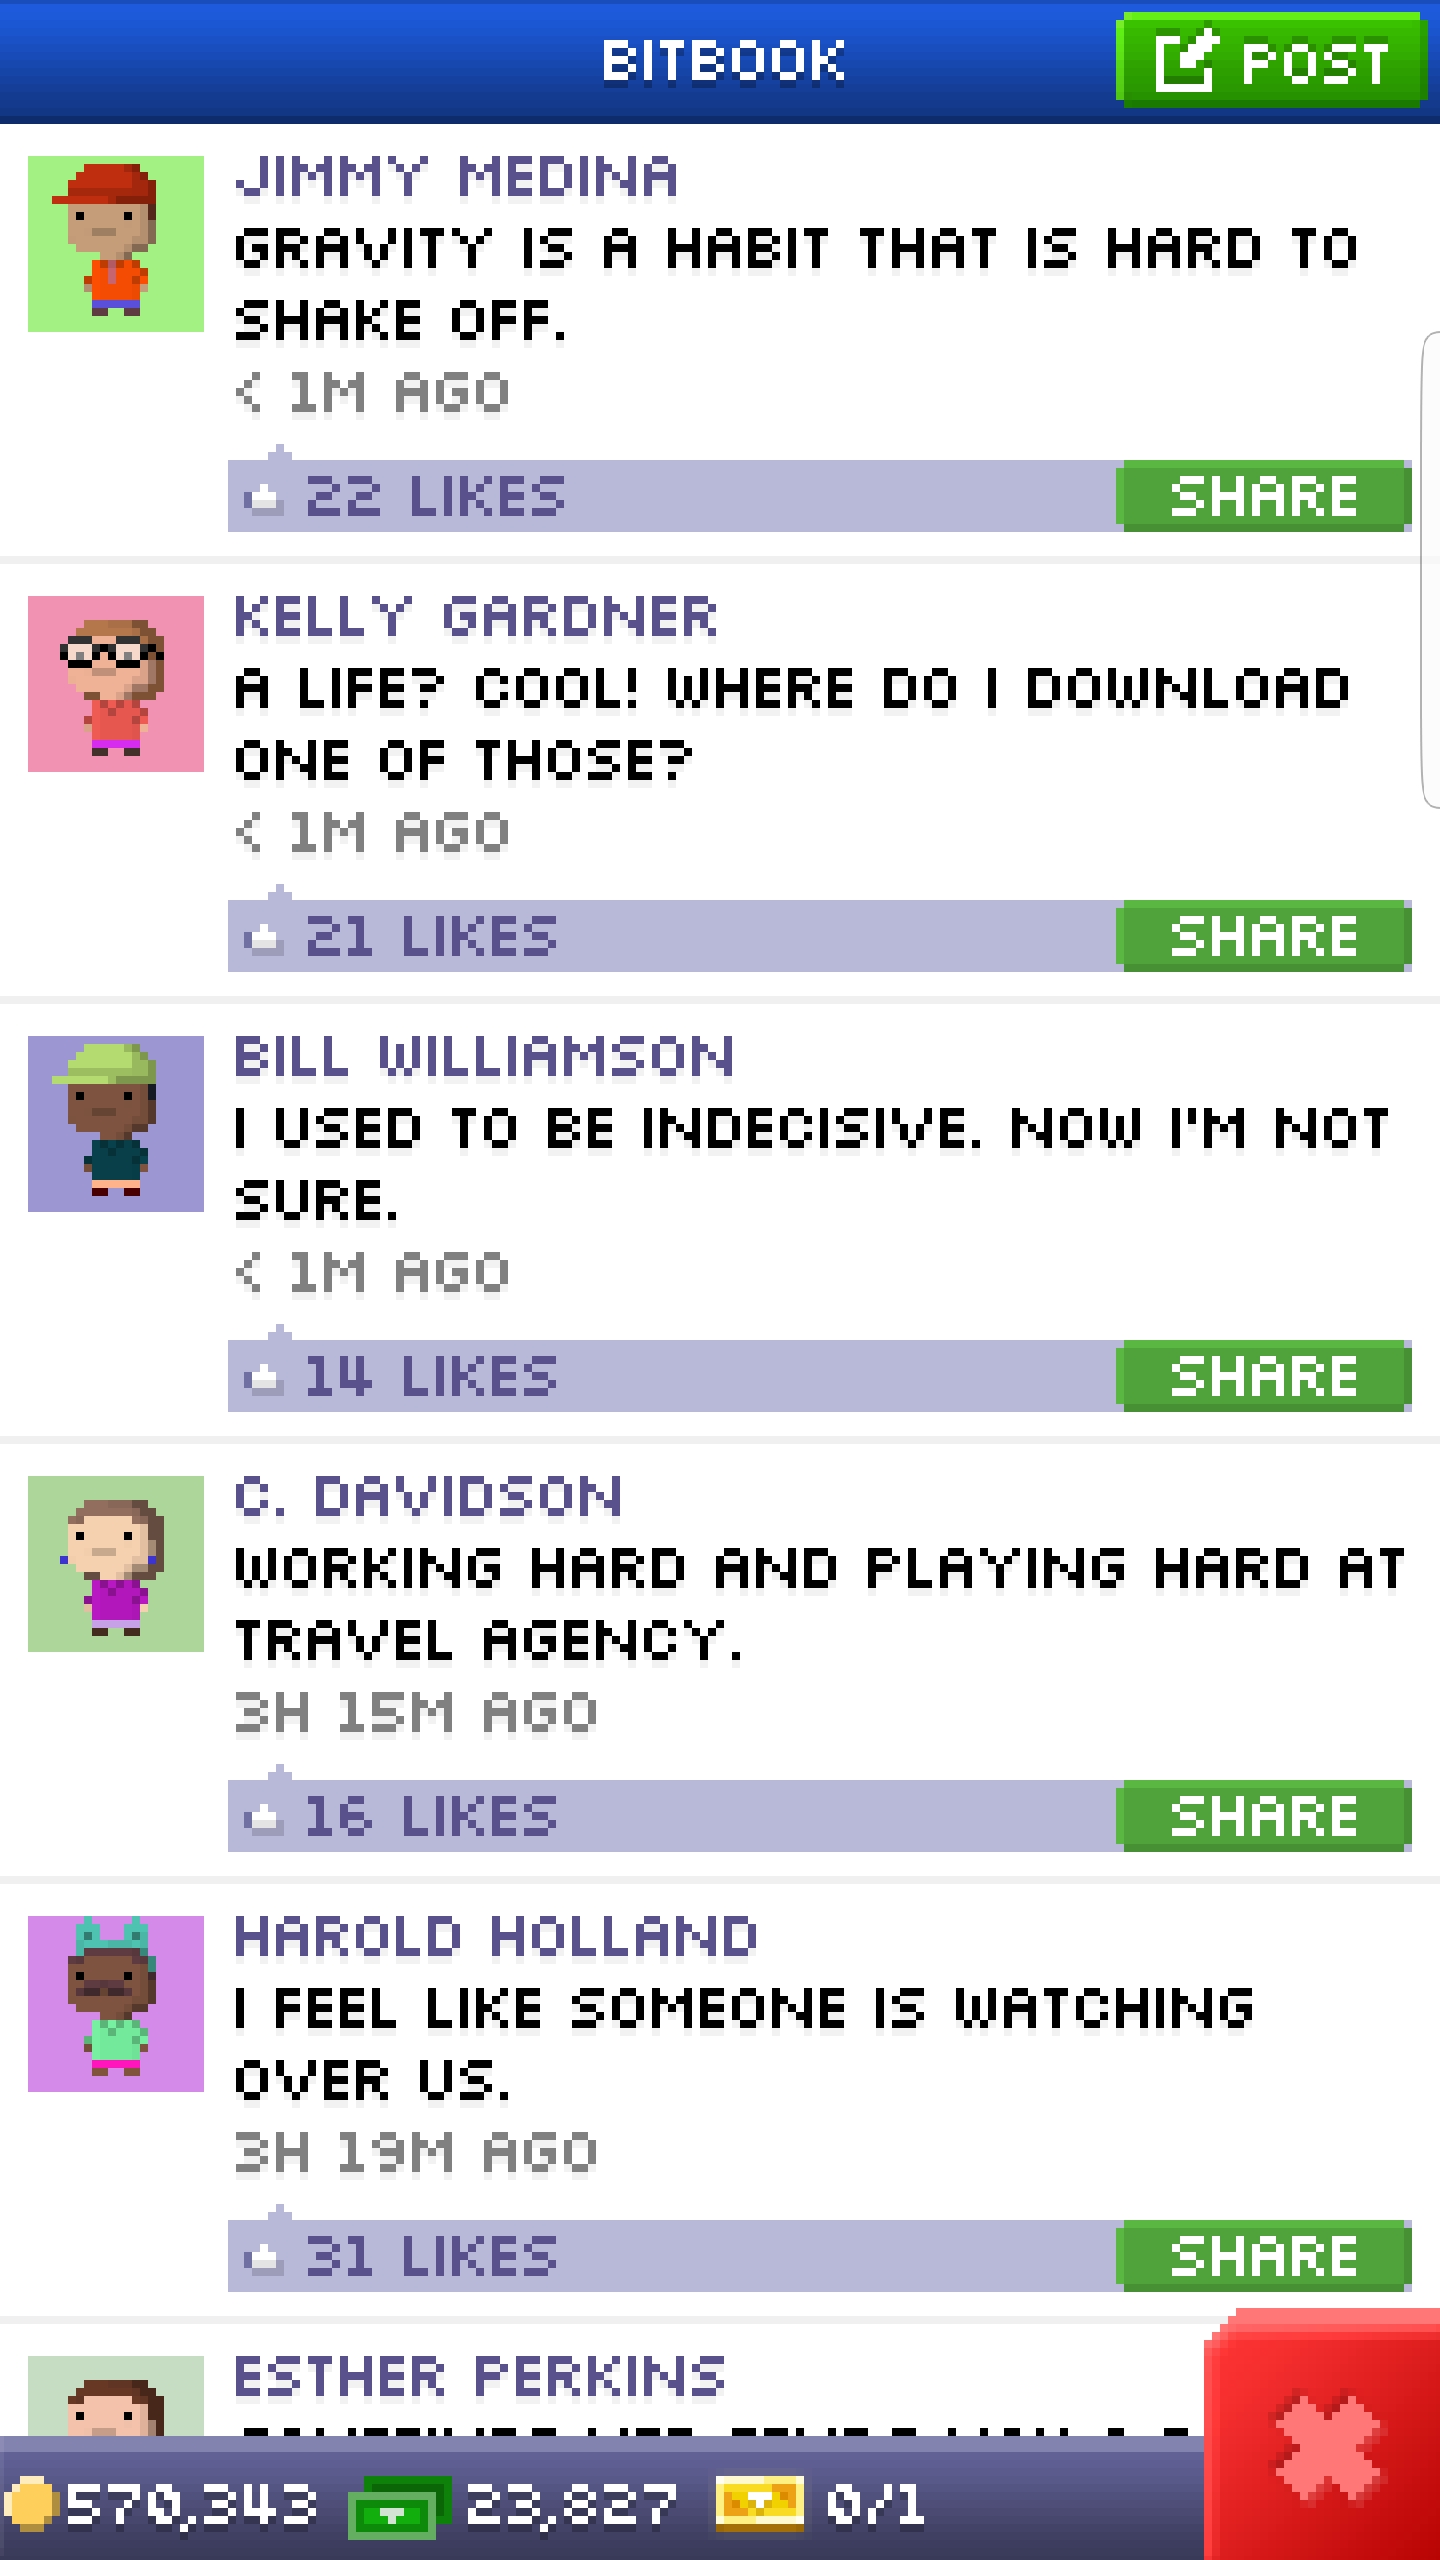 BITBOOK
POST
JIMMY MEDINA
GRAVITY IS A HABIT THAT IS HARD TO
SHAKE OFF.
< 1M AGO
22 LIKES
SHARE
KELLY GARDNER
A LIFE? COOL! WHERE DO I DOWNLOAD
ONE OF THOSE?
< 1M AGO
21 LIKES
SHARE
BILL WILLIAMSON
I USED TO BE INDECISIVE. NOW I'M NOT
SURE.
< 1M AGO
14 LIKES
SHARE
C. DAVIDSON
WORKING HARD AND PLAYING HARD AT
TRAVEL AGENCY.
3H 15M AGO
16 LIKES
SHARE
HAROLD HOLLAND
I FEEL LIKE SOMEONE IS WATCHING
OVER US.
3H 19M AGO
31 LIKES
SHARE
ESTHER PERKINS
570,343 23,827 0/1